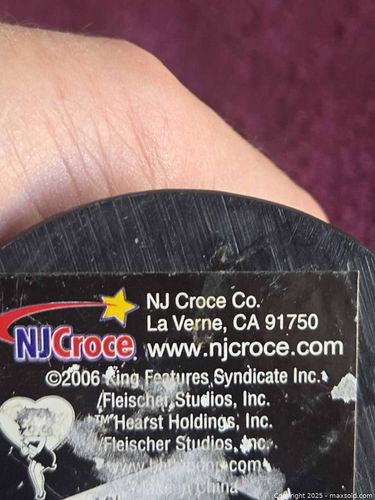 NJ Croce Co.
La Verne, CA 91750
NJCroce www.njcroce.com
©2006 King Features Syndicate Inc.
/Fleischer Studios, Inc.
™Hearst Holdings, Inc.
/Fleischer Studios, Inc.
Copyright 2025 - maxsold.com